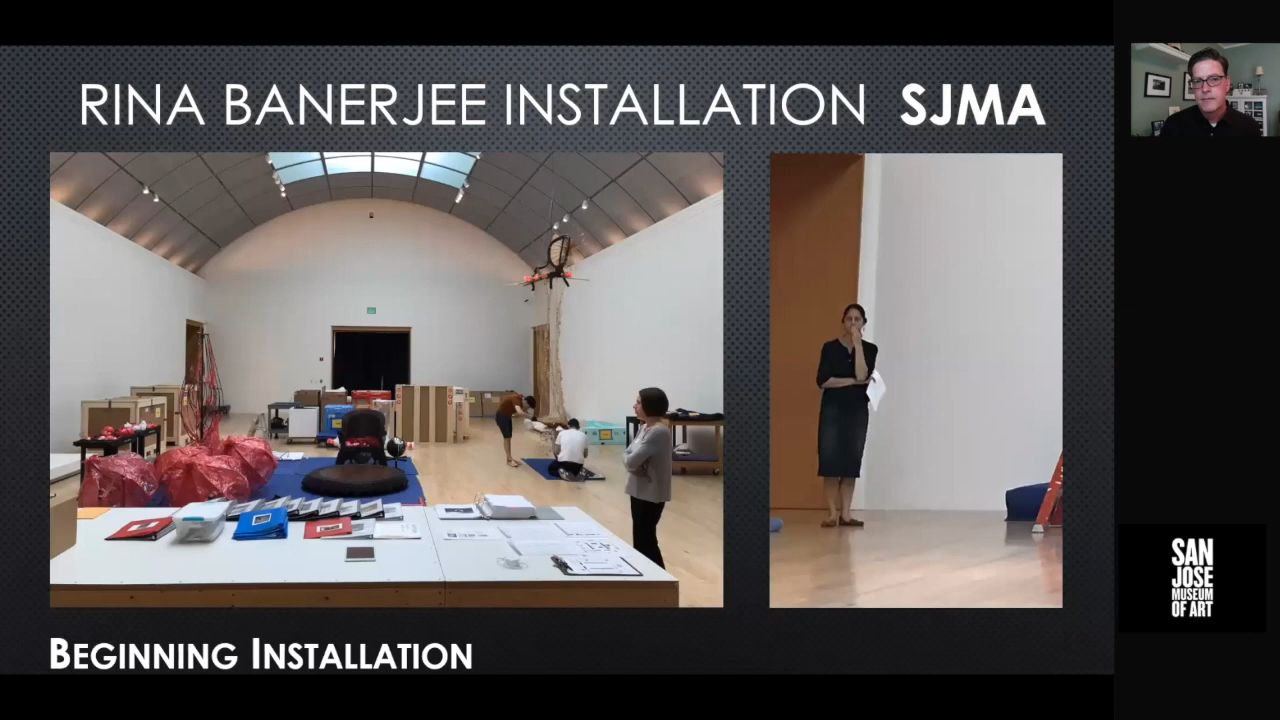 RINA BANERJEE INSTALLATION SJMA
BEGINNING INSTALLATION
SAN
JOSE
MUSEUM
OF ART